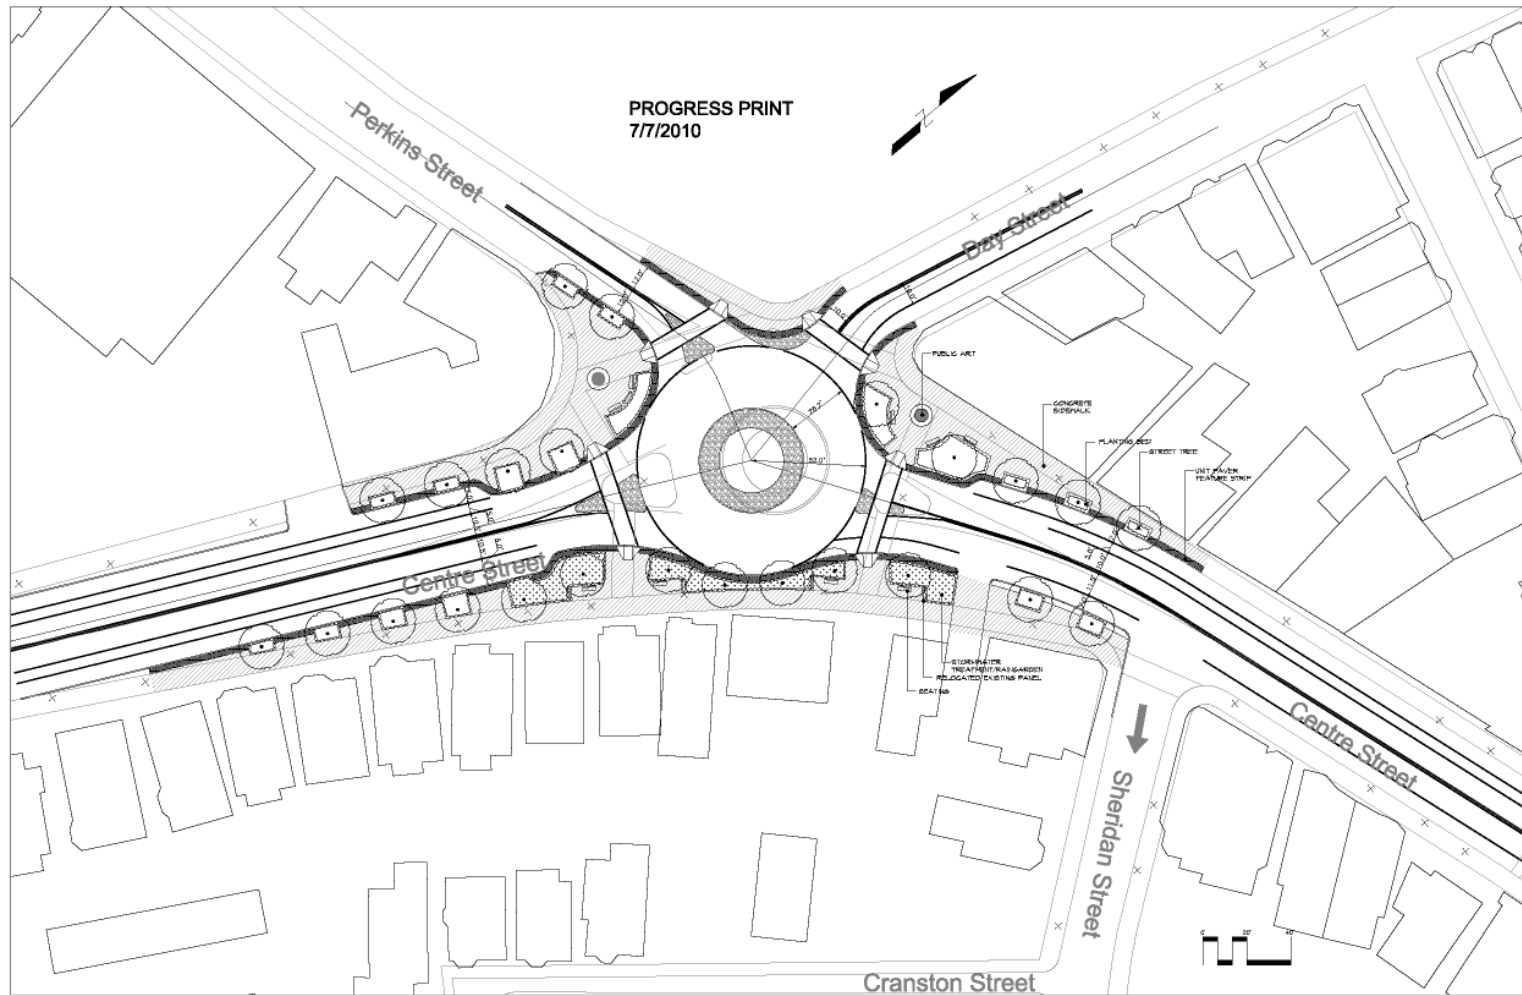 PROGRESS PRINT
7/7/2010
Perkins Street
Day Street
PUBLIC ART
CONCRETE
SIDEWALK
PLANTING BED
STREET TREE
UNIT PAVER
FEATURE STRIP
52.0'
Centre Street
STORMWATER
TREATMENT/RAINGARDEN
RELOCATED EXISTING PANEL
SEATING
Centre Street
Sheridan Street
Cranston Street
0' 20' 40'